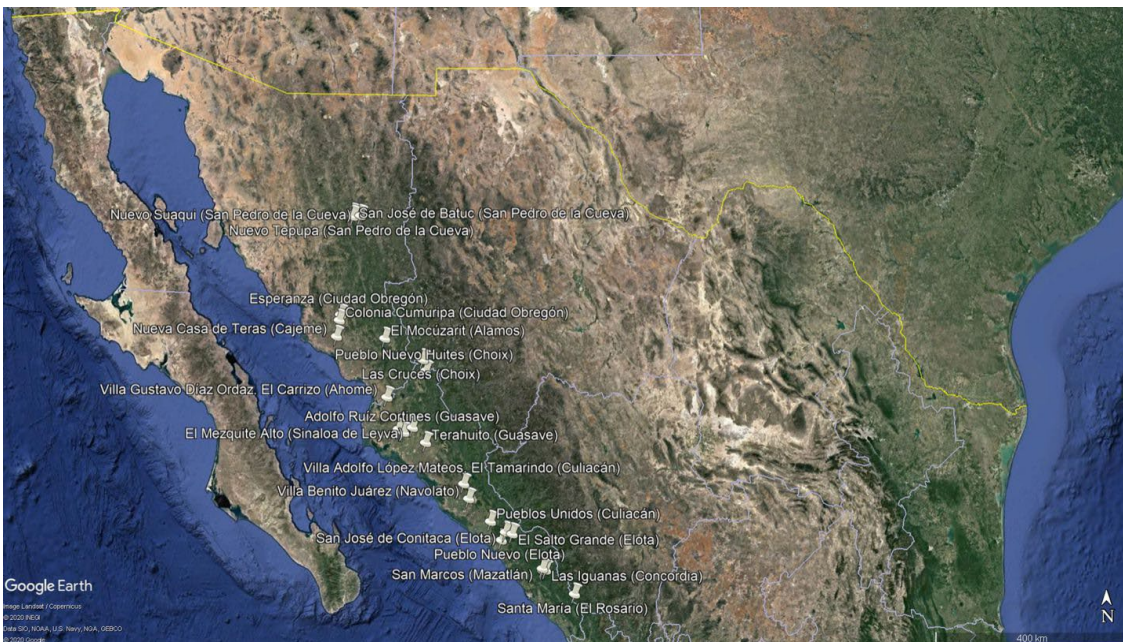 Nuevo Suaqui (San Pedro de la Cueva)
San José de Batuc (San Pedro de la Cueva)
Nuevo Tepupa (San Pedro de la Cueva)
Esperanza (Ciudad Obregón)
Colonia Cumuripa (Ciudad Obregón)
Nueva Casa de Teras (Cajeme)
El Mocúzarit (Alamos)
Pueblo Nuevo Huites (Choix)
Las Cruces (Choix)
Villa Gustavo Díaz Ordaz. El Carrizo (Ahome)
Adolfo Ruíz Cortines (Guasave)
El Mezquite Alto (Sinaloa de Leyva)
Terahuito (Guasave)
Villa Adolfo López Mateos, El Tamarindo (Culiacán)
Villa Benito Juárez (Navolato)
Pueblos Unidos (Culiacán)
San José de Conitaca (Elota)
El Salto Grande (Elota)
Pueblo Nuevo (Elota)
San Marcos (Mazatlán)
Las Iguanas (Concordia)
Santa María (El Rosario)
Google Earth
Image Landsat / Copernicus
© 2020 INEGI
Data SIO, NOAA, U.S. Navy, NGA, GEBCO
© 2020 Google
N
400 km